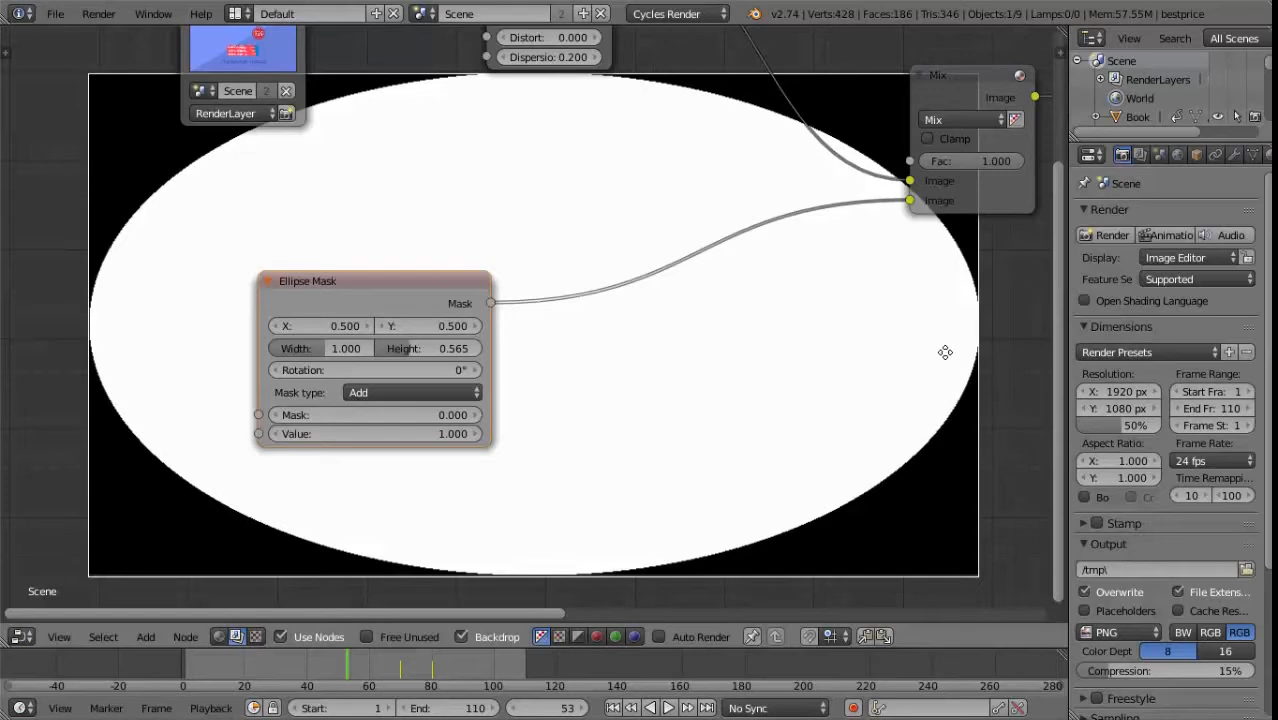 File Render Window Help Default Scene 2 Cycles Render v2.74 | Verts:428 | Faces:186 | Tris:346 | Objects:1/9 | Lamps:0/0 | Mem:57.55M | bestprice
View Search All Scenes
Distort: 0.000
Dispersio: 0.200
Scene 2
RenderLayer
Mix
Image
Mix
Clamp
Fac: 1.000
Image
Image
Ellipse Mask
Mask
X: 0.500 Y: 0.500
Width: 1.000 Height: 0.565
Rotation: 0°
Mask type: Add
Mask: 0.000
Value: 1.000
Scene
Scene
RenderLayers
World
Book
Scene
Render
Render Animatio Audio
Display: Image Editor
Feature Se Supported
Open Shading Language
Dimensions
Render Presets
Resolution: Frame Range:
X: 1920 px Start Fra: 1
Y: 1080 px End Fr: 110
50% Frame St: 1
Aspect Ratio: Frame Rate:
X: 1.000 24 fps
Y: 1.000 Time Remappi...
Bo Cr 10 100
Stamp
Output
/tmp\
Overwrite File Extens...
Placeholders Cache Res...
PNG BW RGB RGB
Color Dept 8 16
Compression: 15%
Freestyle
Sampling
View Select Add Node Use Nodes Free Unused Backdrop Auto Render
-40 -20 0 20 40 60 80 100 120 140 160 180 200 220 240 260 280
View Marker Frame Playback Start: 1 End: 110 53 No Sync